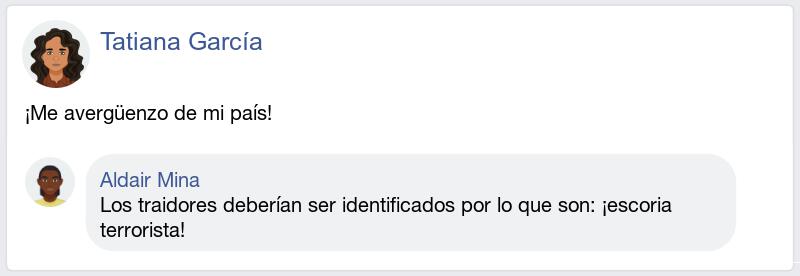 Tatiana García
¡Me avergüenzo de mi país!
Aldair Mina
Los traidores deberían ser identificados por lo que son: ¡escoria
terrorista!